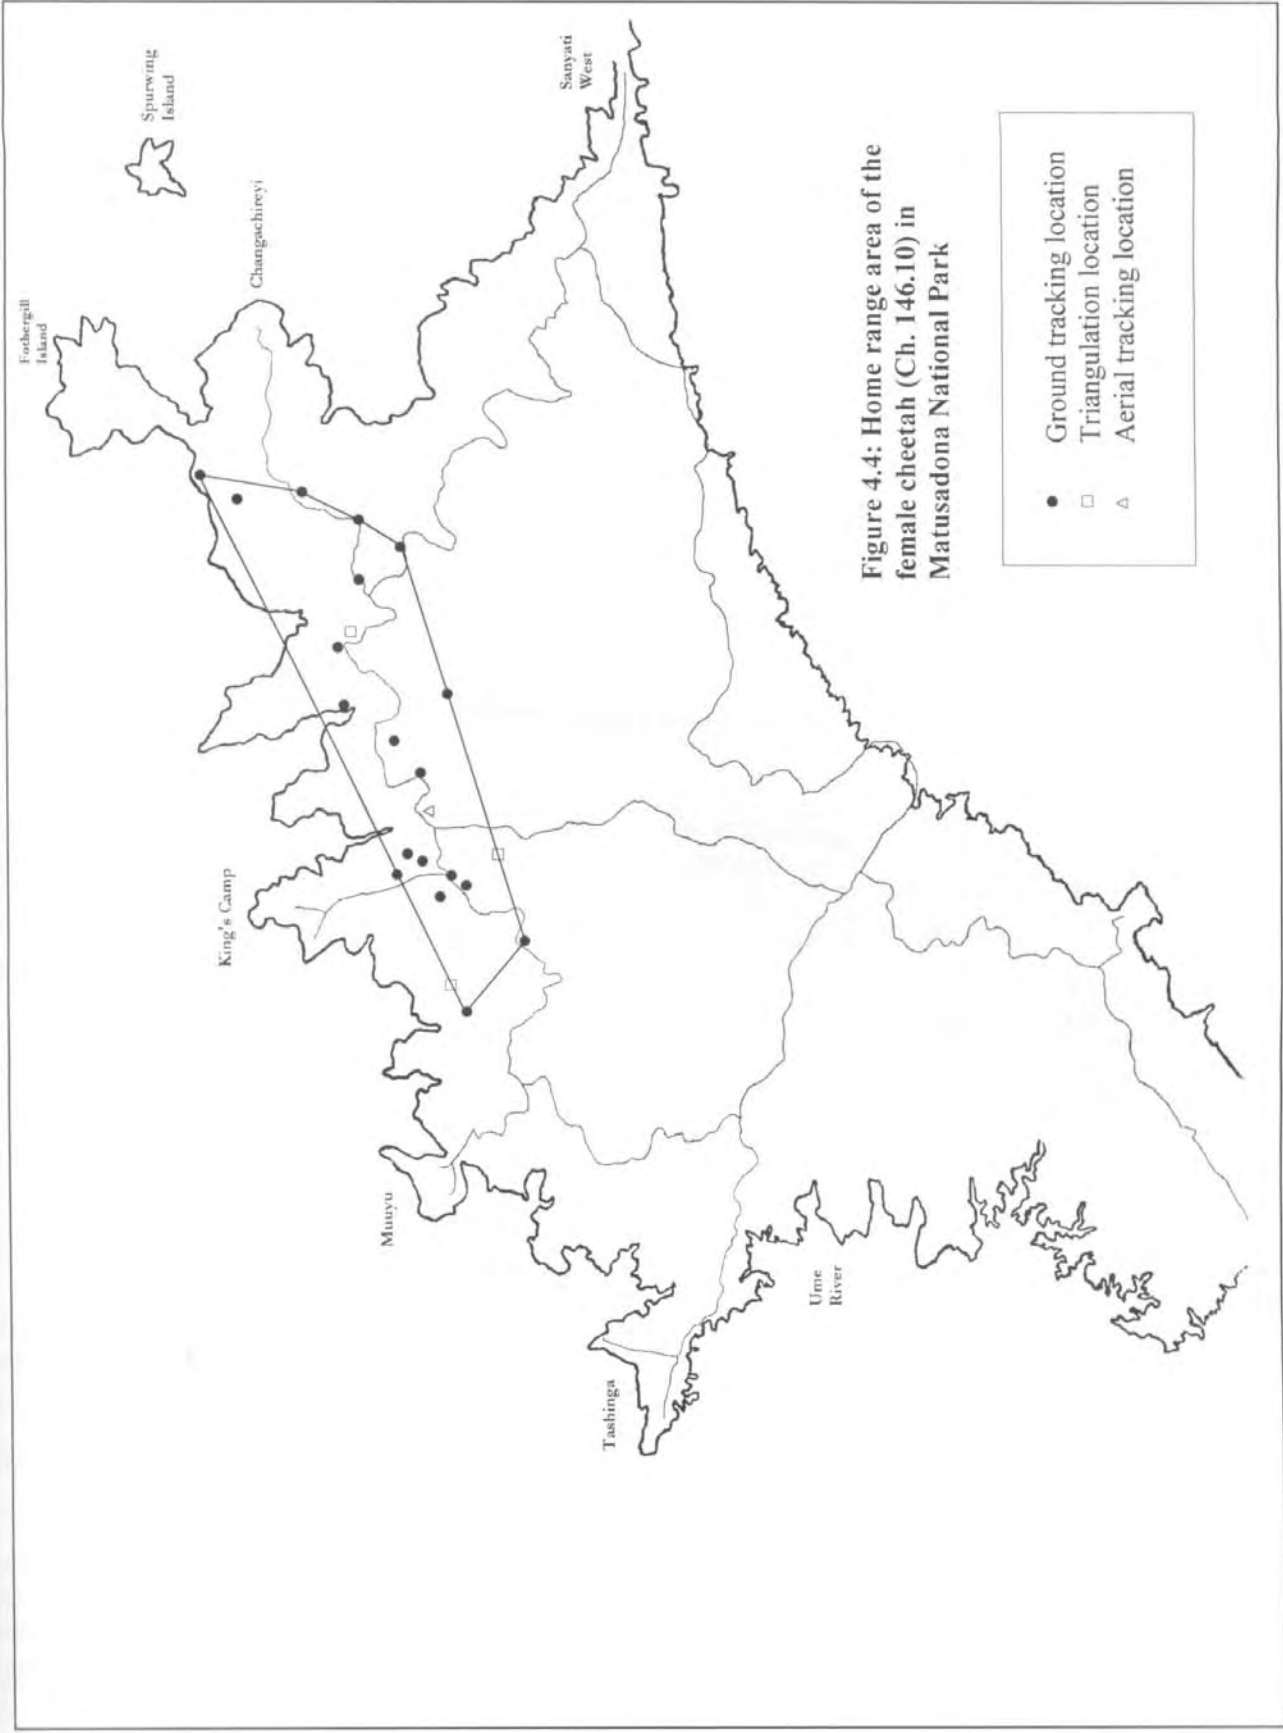 Fothergill
Island
Spurwing
Island
Changachireyi
Sanyati
West
King's Camp
Muuyu
Tashinga
Ume
River
Figure 4.4: Home range area of the
female cheetah (Ch. 146.10) in
Matusadona National Park
Ground tracking location
Triangulation location
Aerial tracking location